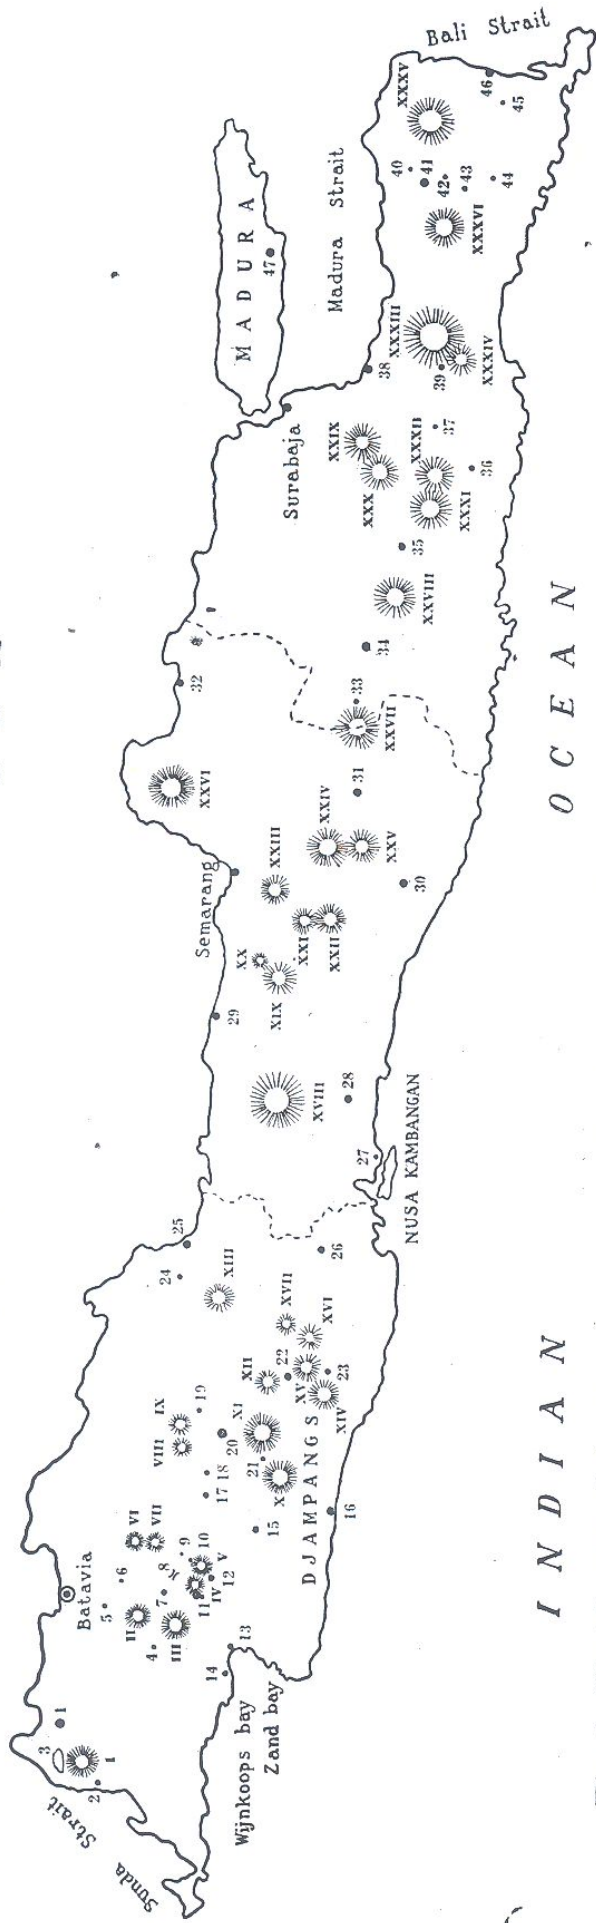 Sunda
Strait
2
3
I
1
Batavia
5
6
4
II
III
7
8
9
10
VI
VII
V
IV
11
12
13
14
Wijnkoops bay
Zand bay
15
16
17
18
19
VIII
IX
XI
20
21
X
DJAMPANGS
XII
22
XV
XIV
23
XVII
XVI
XIII
24
25
26
27
NUSA KAMBANGAN
28
XVIII
29
XIX
XX
XXI
XXII
Semarang
XXIII
XXIV
XXV
30
31
XXVI
32
XXVII
33
34
XXVIII
35
Surabaja
XXIX
XXX
XXXI
XXXII
36
37
38
XXXIII
39
XXXIV
MADURA
47
Madura Strait
XXXVI
40
41
42
43
44
XXXV
45
46
Bali Strait
INDIAN OCEAN